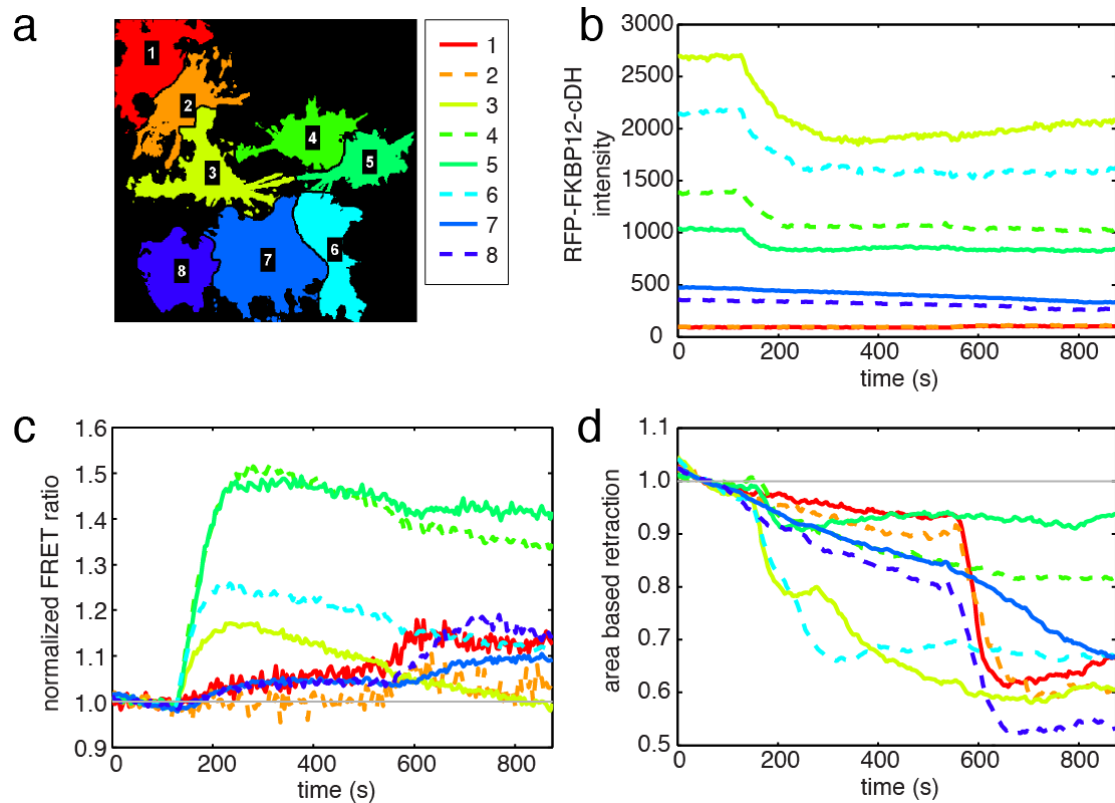 a
1
2
3
4
5
6
7
8
1
2
3
4
5
6
7
8
b
RFP-FKBP12-cDH
intensity
3000
2500
2000
1500
1000
500
0
0 200 400 600 800
time (s)
c
normalized FRET ratio
1.6
1.5
1.4
1.3
1.2
1.1
1.0
0.9
0 200 400 600 800
time (s)
d
area based retraction
1.1
1.0
0.9
0.8
0.7
0.6
0.5
0 200 400 600 800
time (s)